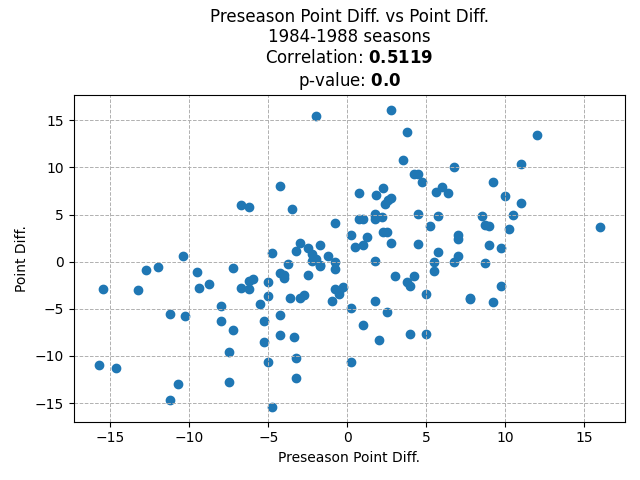 Preseason Point Diff. vs Point Diff.
1984-1988 seasons
Correlation: 0.5119
p-value: 0.0
15
10
5
0
−5
−10
−15
Point Diff.
−15 −10 −5 0 5 10 15
Preseason Point Diff.